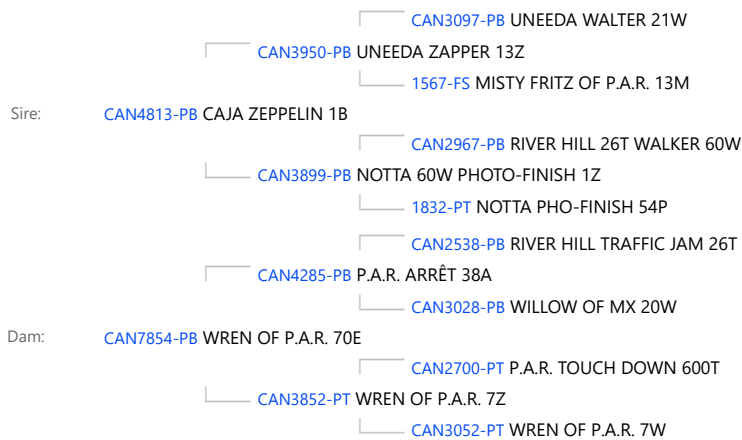 CAN3097-PB UNEEDA WALTER 21W
CAN3950-PB UNEEDA ZAPPER 13Z
1567-FS MISTY FRITZ OF P.A.R. 13M
Sire: CAN4813-PB CAJA ZEPPELIN 1B
CAN2967-PB RIVER HILL 26T WALKER 60W
CAN3899-PB NOTTA 60W PHOTO-FINISH 1Z
1832-PT NOTTA PHO-FINISH 54P
CAN2538-PB RIVER HILL TRAFFIC JAM 26T
CAN4285-PB P.A.R. ARRÊT 38A
CAN3028-PB WILLOW OF MX 20W
Dam: CAN7854-PB WREN OF P.A.R. 70E
CAN2700-PT P.A.R. TOUCH DOWN 600T
CAN3852-PT WREN OF P.A.R. 7Z
CAN3052-PT WREN OF P.A.R. 7W